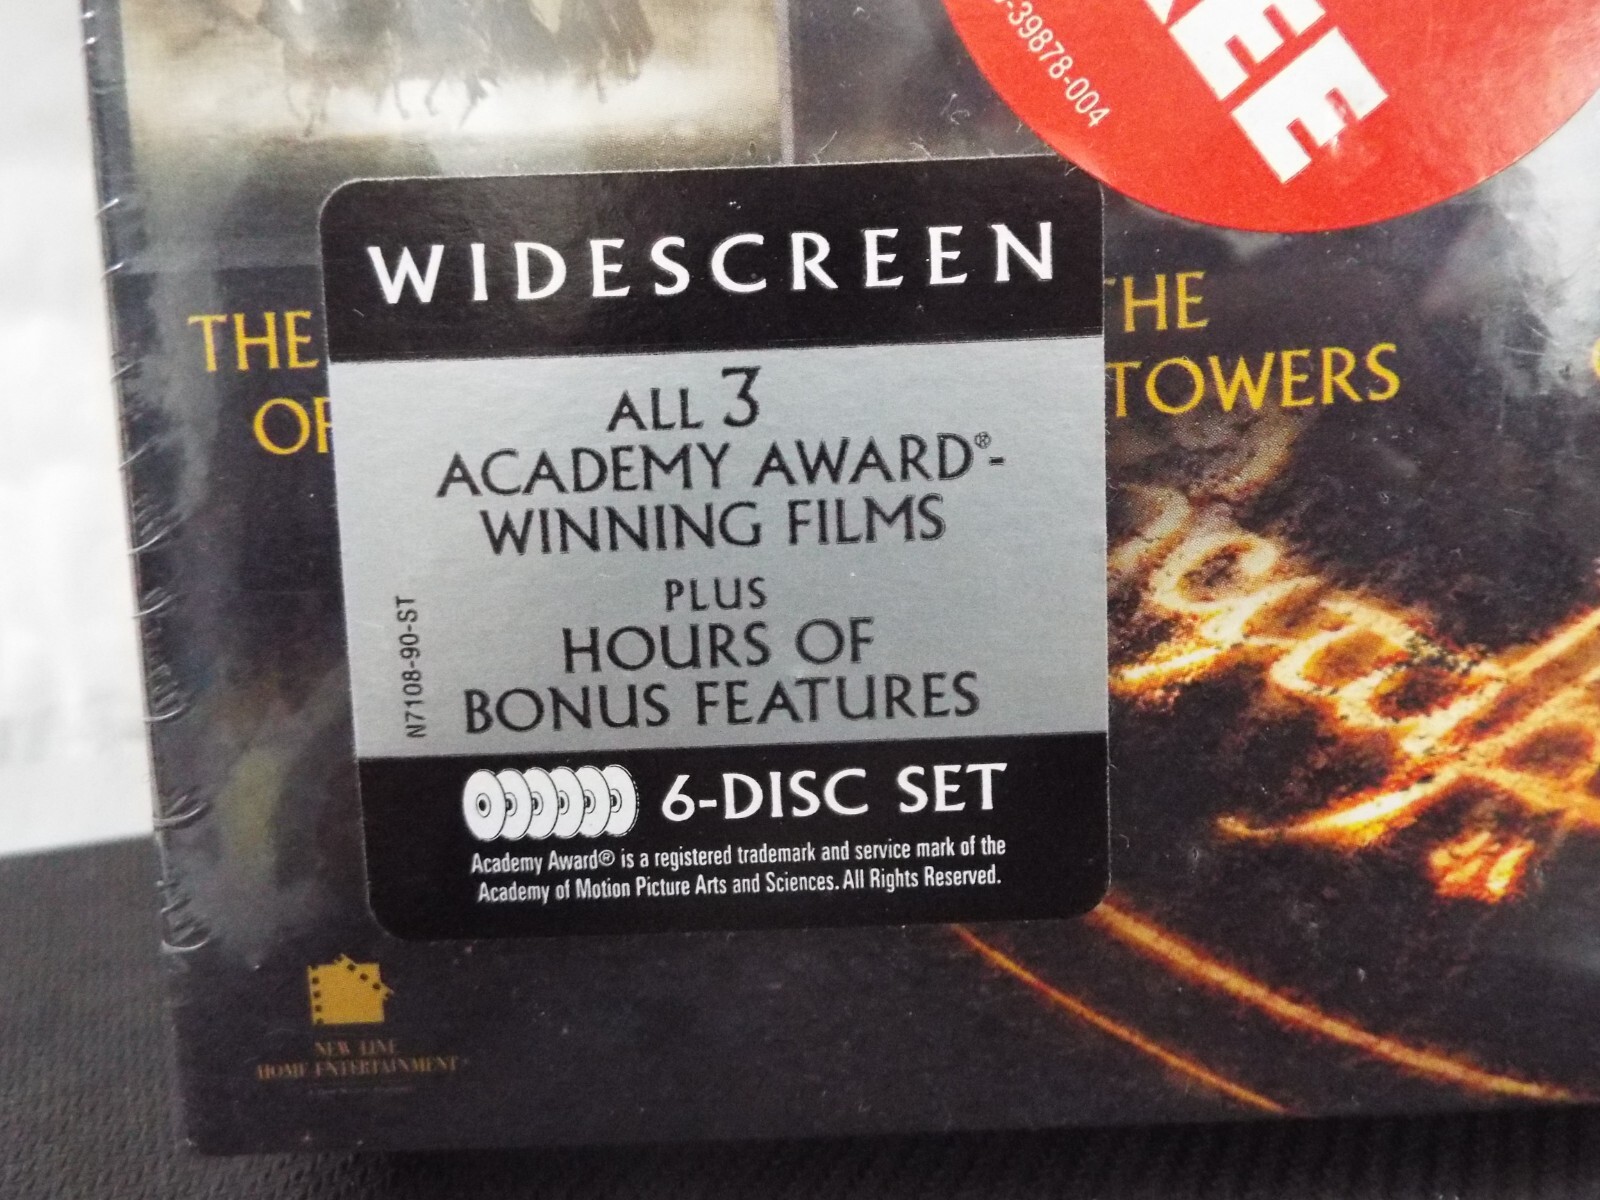 39878-004
WIDESCREEN
THE
THE
OF
TOWERS
ALL 3
ACADEMY AWARD®-
WINNING FILMS
PLUS
HOURS OF
BONUS FEATURES
N7108-90-ST
6-DISC SET
Academy Award® is a registered trademark and service mark of the
Academy of Motion Picture Arts and Sciences. All Rights Reserved.
NEW LINE
HOME ENTERTAINMENT